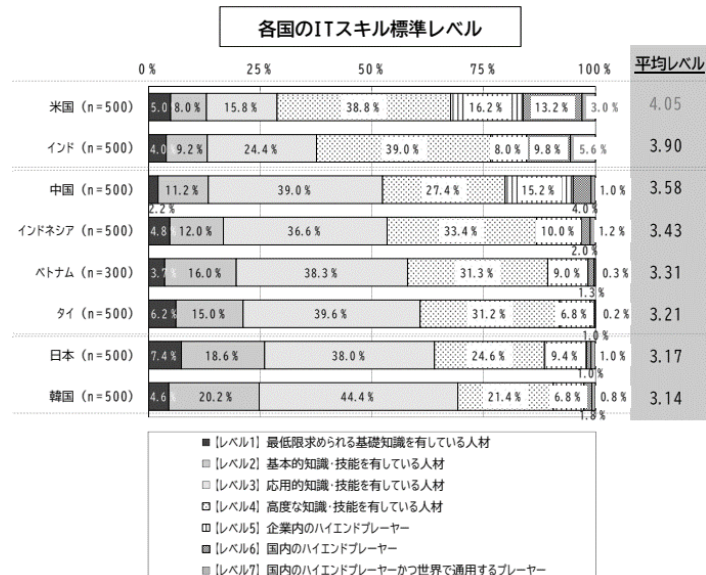 各国のITスキル標準レベル
0% 25% 50% 75% 100% 平均レベル
米国 (n=500) 5.0 8.0% 15.8% 38.8% 16.2% 13.2% 3.0% 4.05
インド (n=500) 4.0 9.2% 24.4% 39.0% 8.0% 9.8% 5.6% 3.90
中国 (n=500) 11.2% 39.0% 27.4% 15.2% 1.0% 3.58
2.2% 4.0%
インドネシア (n=500) 4.8% 12.0% 36.6% 33.4% 10.0% 1.2% 3.43
2.0%
ベトナム (n=300) 3.7% 16.0% 38.3% 31.3% 9.0% 0.3% 3.31
1.3%
タイ (n=500) 6.2% 15.0% 39.6% 31.2% 6.8% 0.2% 3.21
1.0%
日本 (n=500) 7.4% 18.6% 38.0% 24.6% 9.4% 1.0% 3.17
1.0%
韓国 (n=500) 4.6 20.2% 44.4% 21.4% 6.8% 0.8% 3.14
1.8%
【レベル1】最低限求められる基礎知識を有している人材
【レベル2】基本的知識・技能を有している人材
【レベル3】応用的知識・技能を有している人材
【レベル4】高度な知識・技能を有している人材
【レベル5】企業内のハイエンドプレーヤー
【レベル6】国内のハイエンドプレーヤー
【レベル7】国内のハイエンドプレーヤーかつ世界で通用するプレーヤー